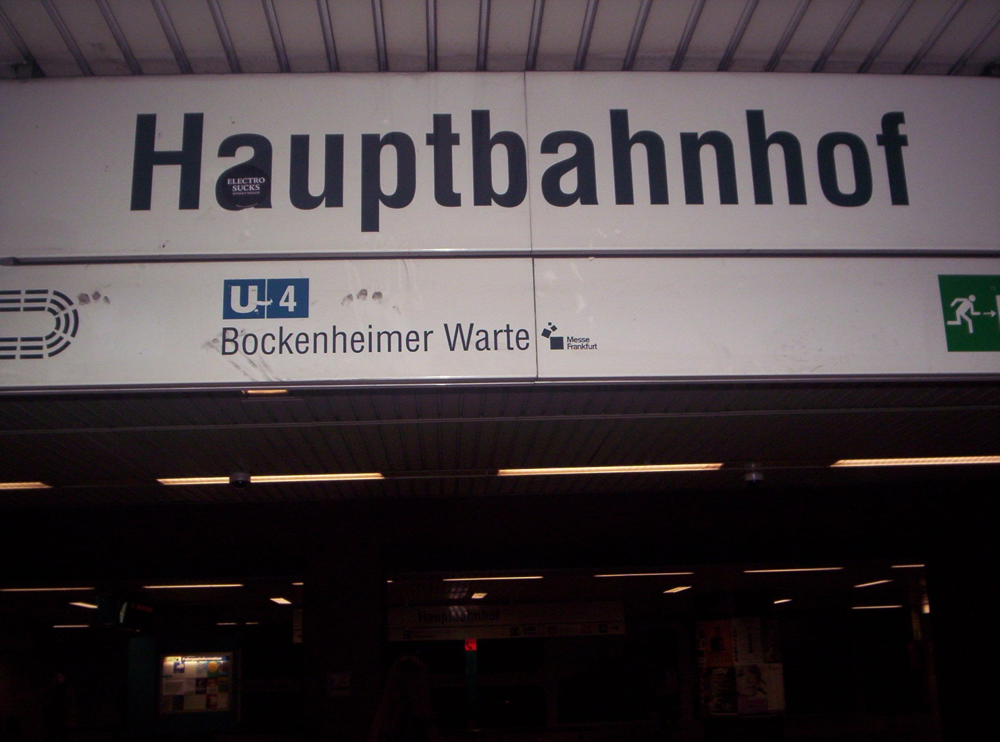 Hauptbahnhof
ELECTRO
SUCKS
U 4
Bockenheimer Warte
Messe
Frankfurt
Hauptbahnhof